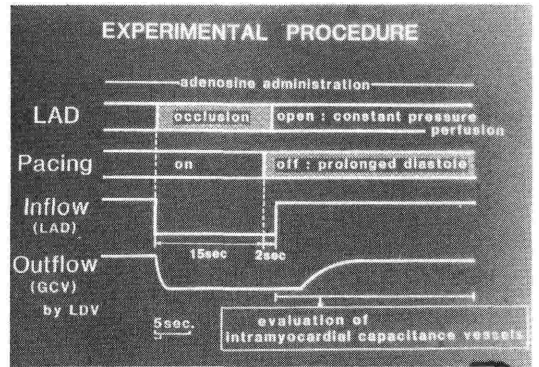 EXPERIMENTAL PROCEDURE
adenosine administration
LAD
occlusion
open : constant pressure
perfusion
Pacing
on
off : prolonged diastole
Inflow
(LAD)
15sec
2sec
Outflow
(GCV)
by LDV
5sec.
evaluation of
intramyocardial capacitance vessels